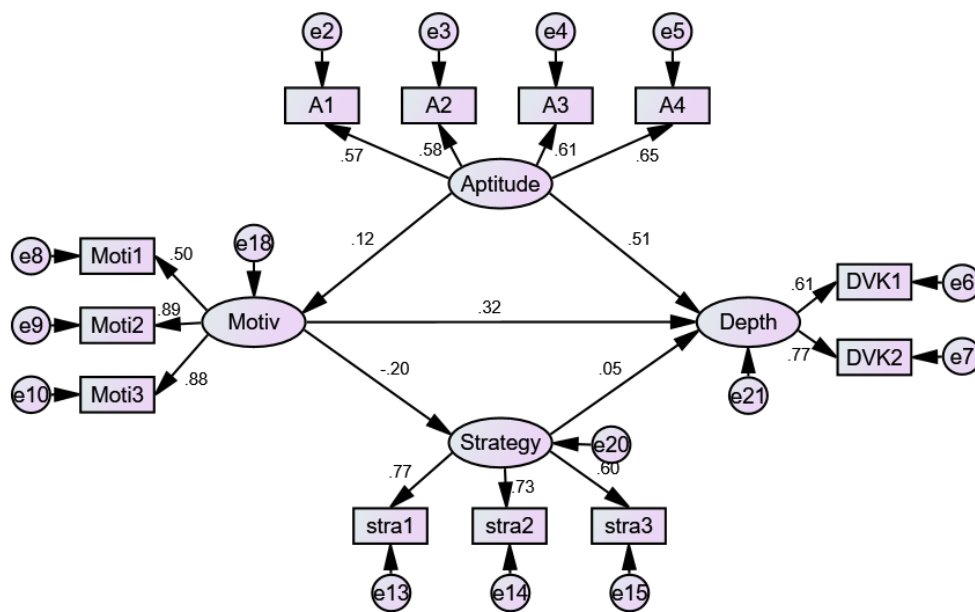 e2 e3 e4 e5
A1 A2 A3 A4
.57 .58 .61 .65
Aptitude
.12 .51
e8 Moti1 .50 e18
DVK1 e6
.61
e9 Moti2 .89 Motiv .32 Depth
.77 DVK2 e7
e10 Moti3 .88
-.20 .05 e21
Strategy e20
.77 .73 .60
stra1 stra2 stra3
e13 e14 e15